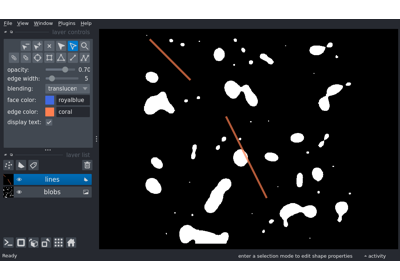 File View Window Plugins Help
layer controls
opacity: 0.70
edge width: 5
blending: translucen
face color: royalblue
edge color: coral
display text:
layer list
lines
blobs
Ready enter a selection mode to edit shape properties activity